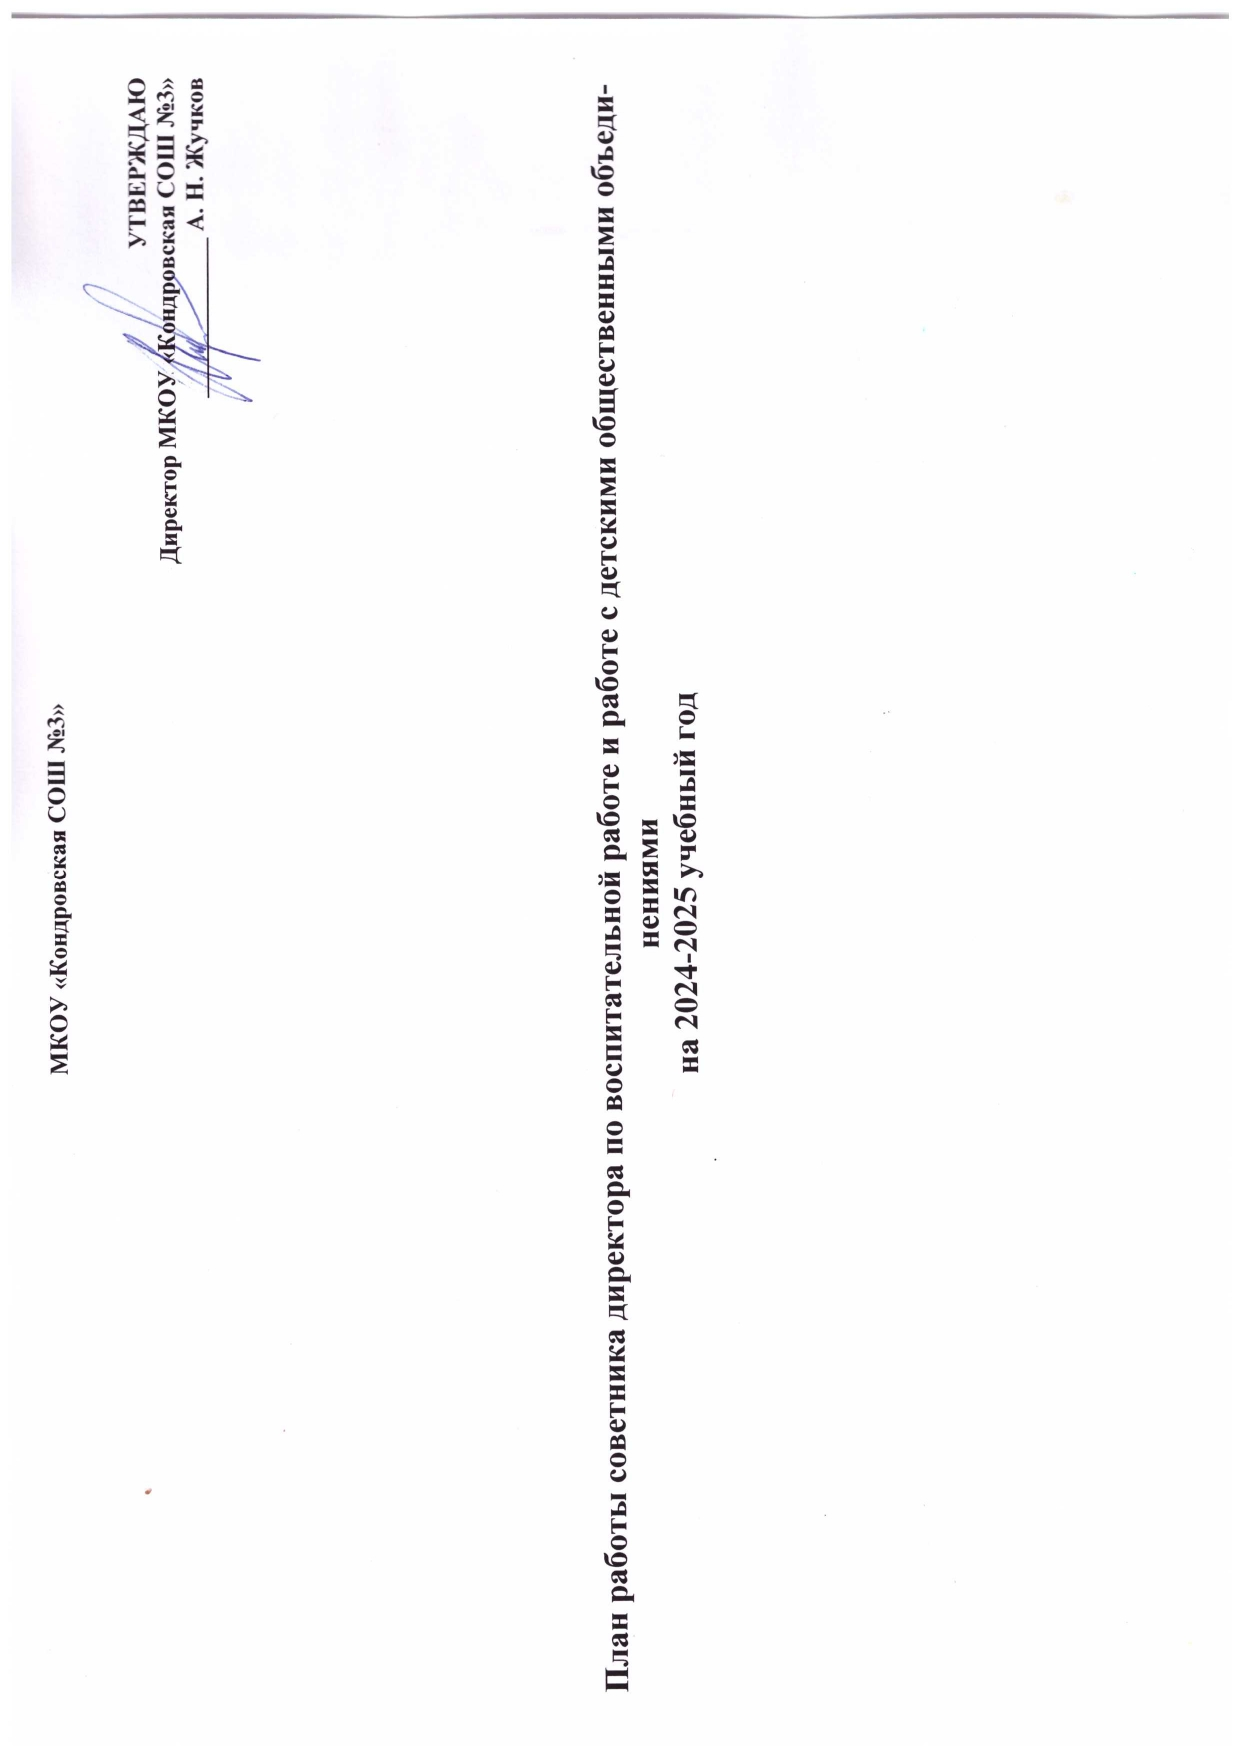 МКОУ «Кондровская СОШ №3»
УТВЕРЖДАЮ
Директор МКОУ «Кондровская СОШ №3»
А. Н. Жучков
План работы советника директора по воспитательной работе и работе с детскими общественными объеди-
нениями
на 2024-2025 учебный год